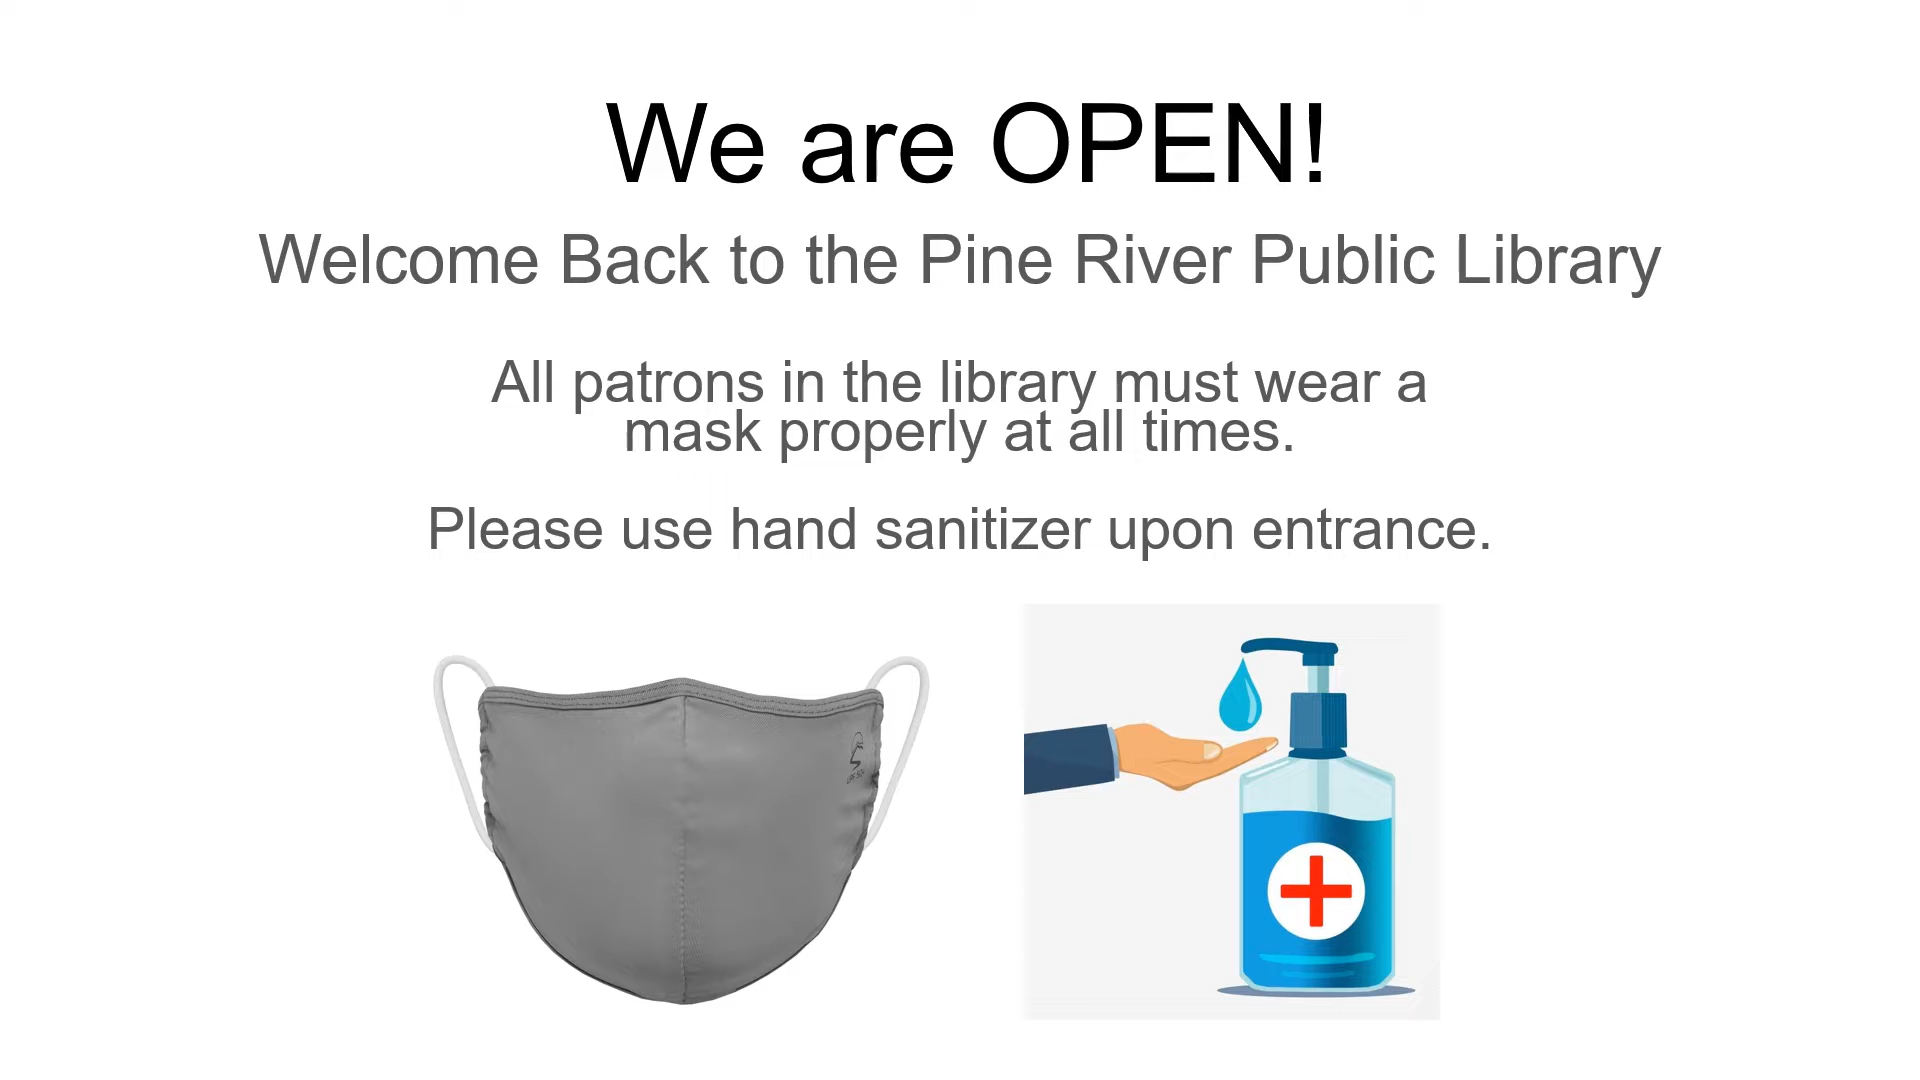 We are OPEN!
Welcome Back to the Pine River Public Library
All patrons in the library must wear a
mask properly at all times.
Please use hand sanitizer upon entrance.